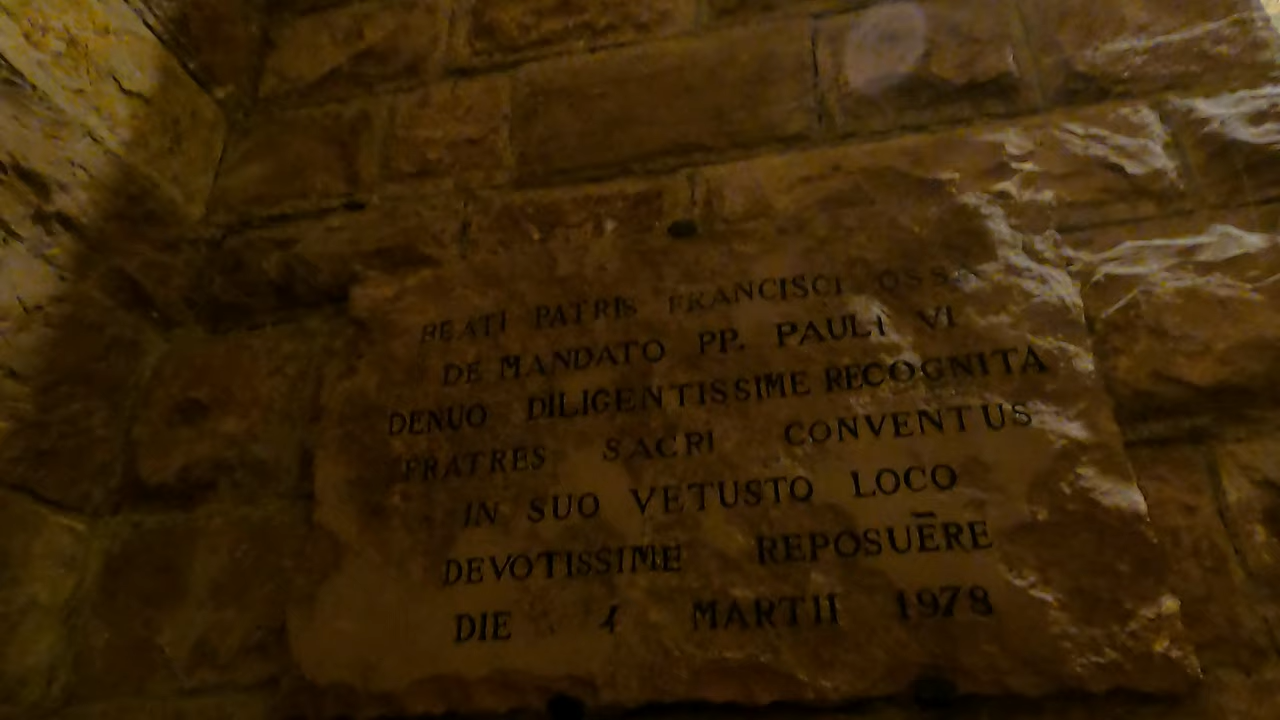 BEATI PATRIS FRANCISCI OSSA
DE MANDATO PP. PAULI VI
DENUO DILIGENTISSIME RECOGNITA
FRATRES SACRI CONVENTUS
IN SUO VETUSTO LOCO
DEVOTISSIME REPOSUĒRE
DIE 4 MARTII 1978